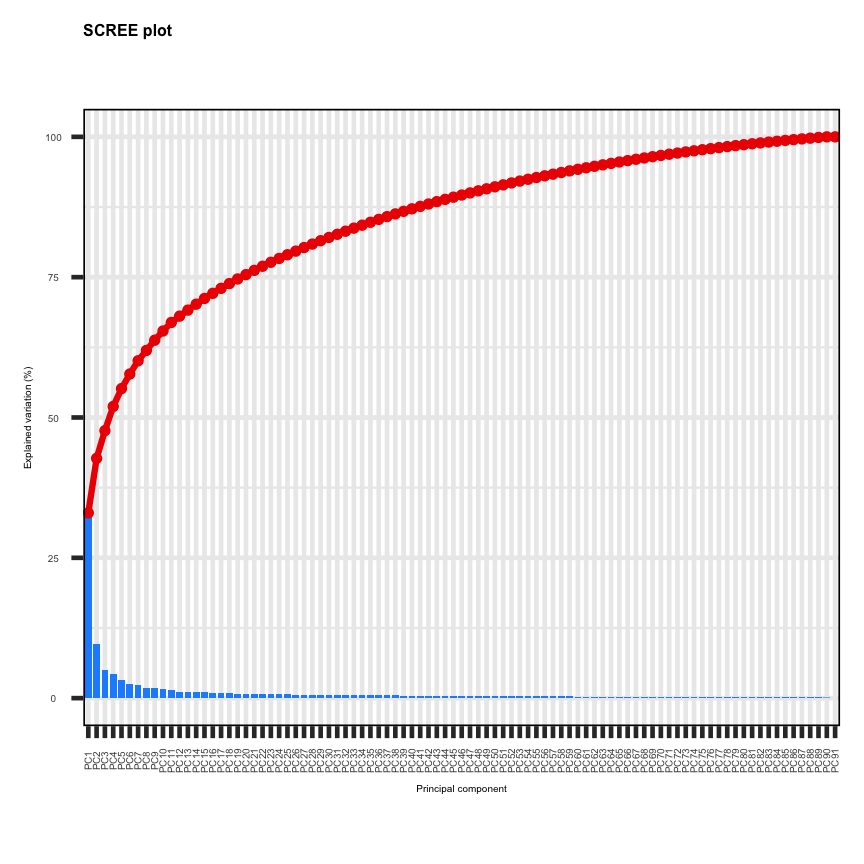 SCREE plot
100
75
50
25
0
Explained variation (%)
PC1 PC2 PC3 PC4 PC5 PC6 PC7 PC8 PC9 PC10 PC11 PC12 PC13 PC14 PC15 PC16 PC17 PC18 PC19 PC20 PC21 PC22 PC23 PC24 PC25 PC26 PC27 PC28 PC29 PC30 PC31 PC32 PC33 PC34 PC35 PC36 PC37 PC38 PC39 PC40 PC41 PC42 PC43 PC44 PC45 PC46 PC47 PC48 PC49 PC50 PC51 PC52 PC53 PC54 PC55 PC56 PC57 PC58 PC59 PC60 PC61 PC62 PC63 PC64 PC65 PC66 PC67 PC68 PC69 PC70 PC71 PC72 PC73 PC74 PC75 PC76 PC77 PC78 PC79 PC80 PC81 PC82 PC83 PC84 PC85 PC86 PC87 PC88 PC89 PC90 PC91
Principal component